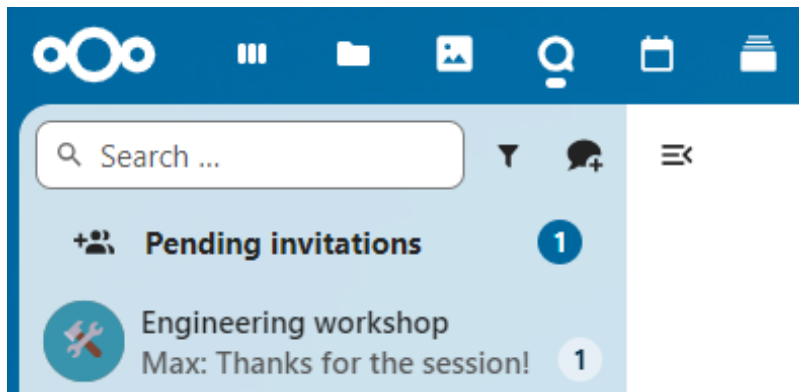 Search ...
Pending invitations 1
Engineering workshop
Max: Thanks for the session! 1